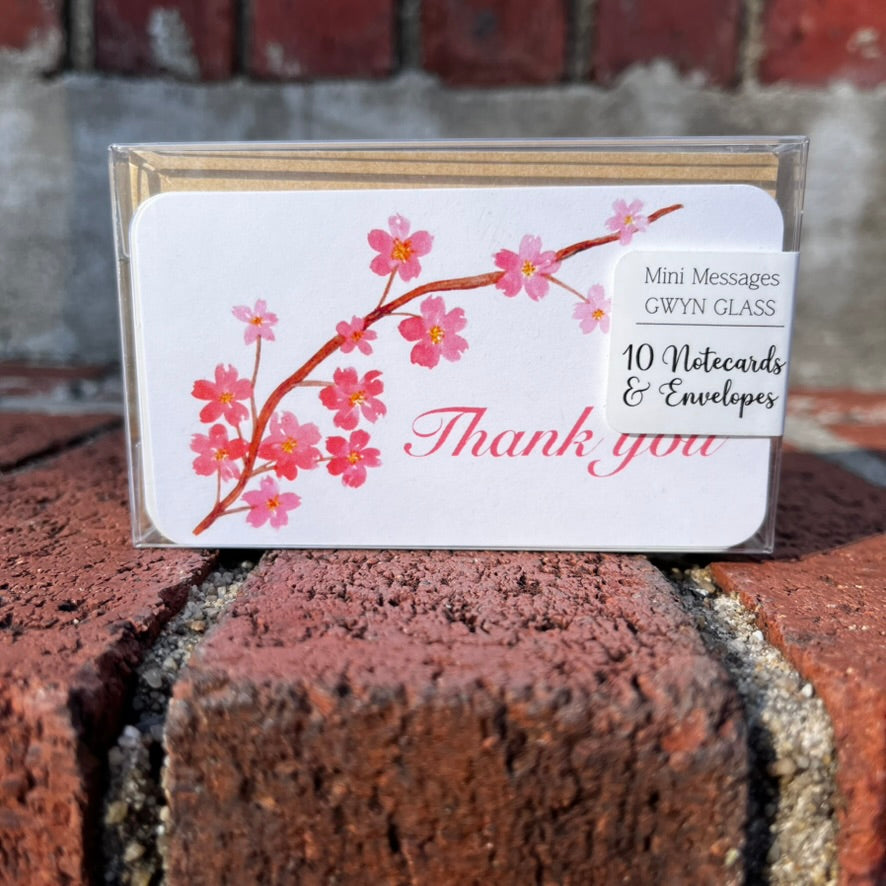 Mini Messages
GWYN GLASS
10 Notecards
& Envelopes
Thank you